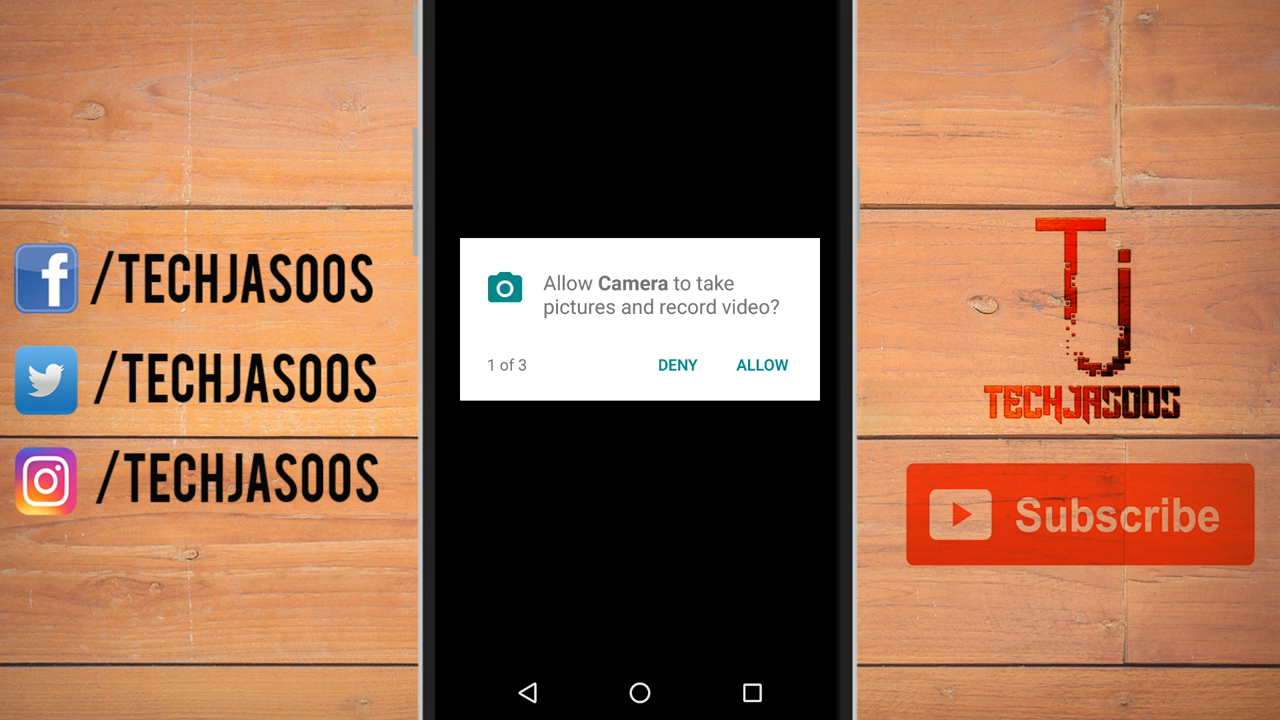 /TECHJASOOS
/TECHJASOOS
/TECHJASOOS
Allow Camera to take
pictures and record video?
1 of 3
DENY
ALLOW
TJ
TECHJASOOS
Subscribe